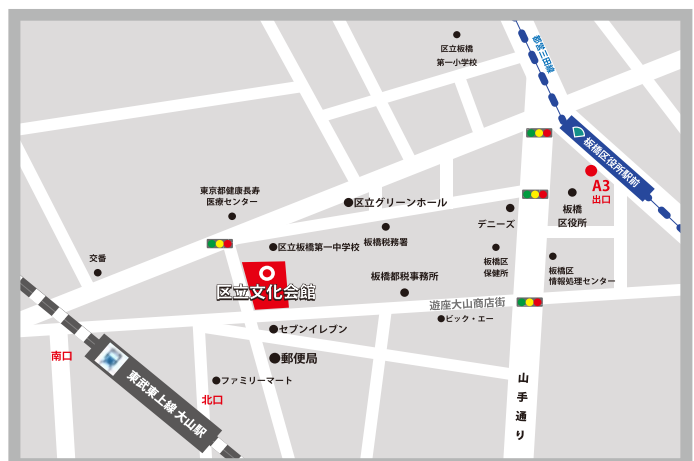 区立板橋
第一小学校
都営三田線
板橋区役所駅前
A3
出口
板橋
区役所
東京都健康長寿
医療センター
区立グリーンホール
デニーズ
板橋税務署
区立板橋第一中学校
交番
板橋区
保健所
板橋区
情報処理センター
板橋都税事務所
区立文化会館
遊座大山商店街
ビック・エー
セブンイレブン
郵便局
南口
東武東上線 大山駅
ファミリーマート
北口
山手通り